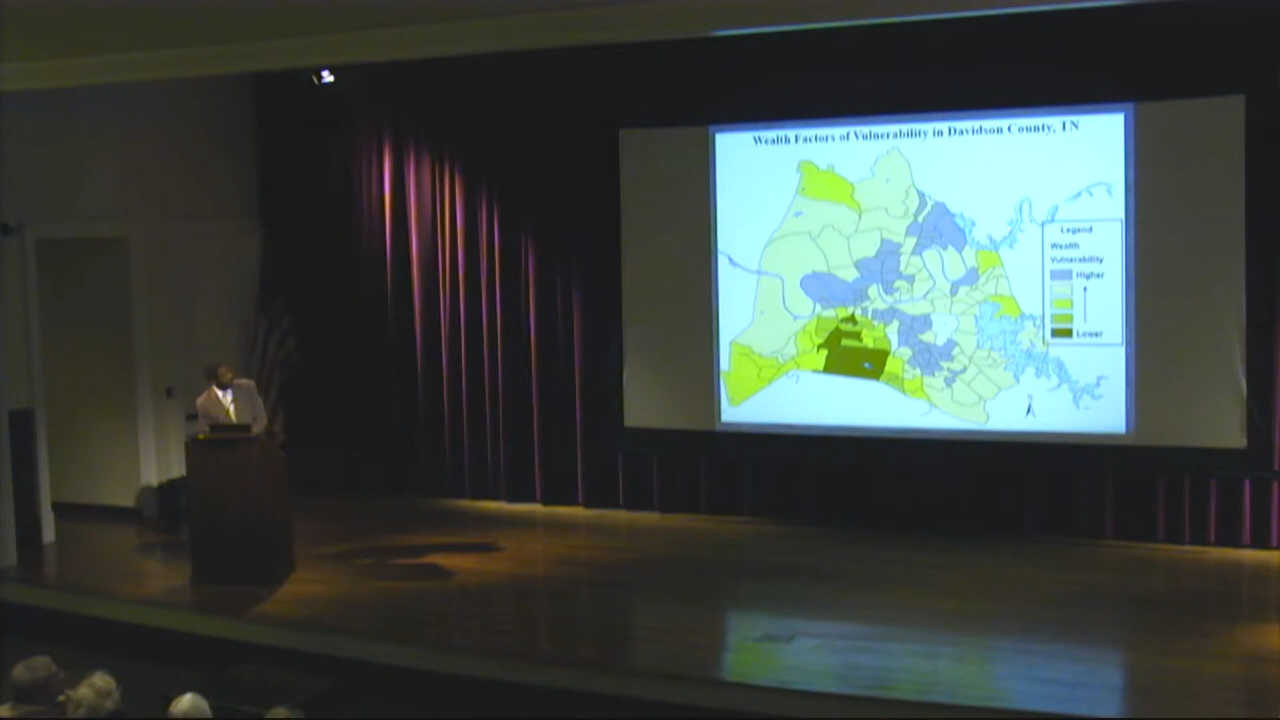 Wealth Factors of Vulnerability in Davidson County, TN
Legend
Wealth
Vulnerability
Higher
Lower